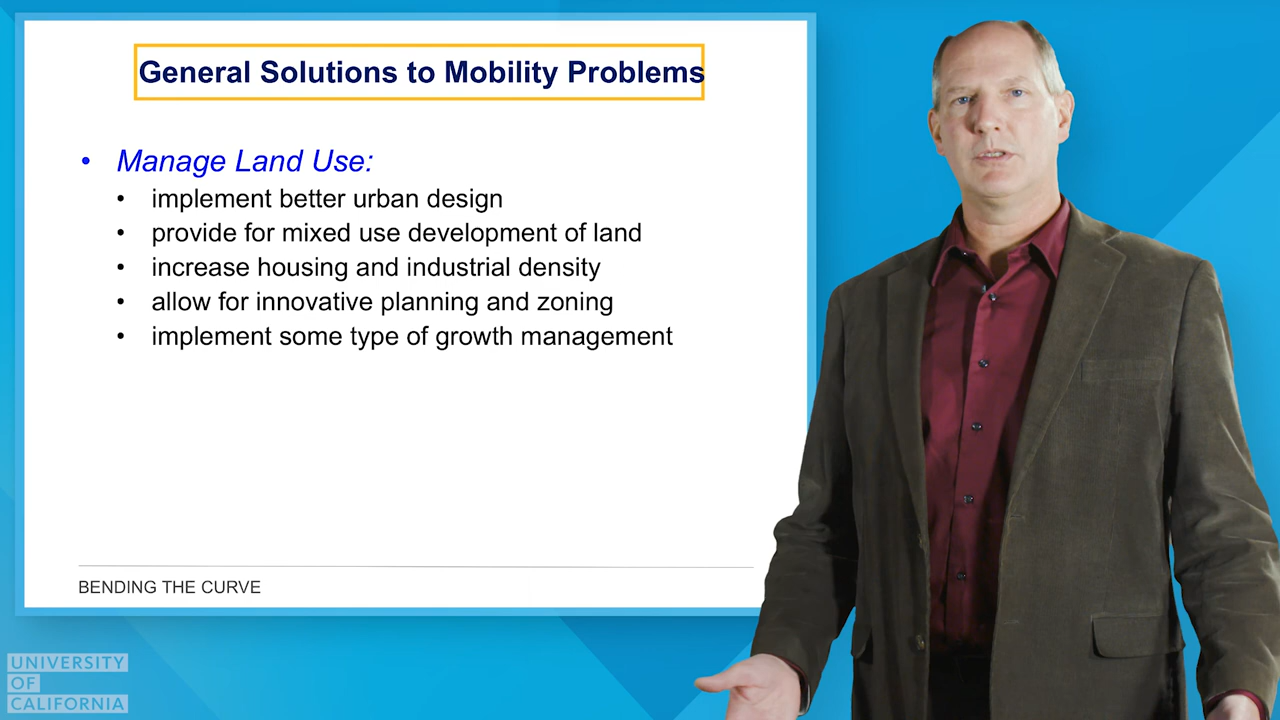 General Solutions to Mobility Problems
• Manage Land Use:
• implement better urban design
• provide for mixed use development of land
• increase housing and industrial density
• allow for innovative planning and zoning
• implement some type of growth management
BENDING THE CURVE
UNIVERSITY
OF
CALIFORNIA